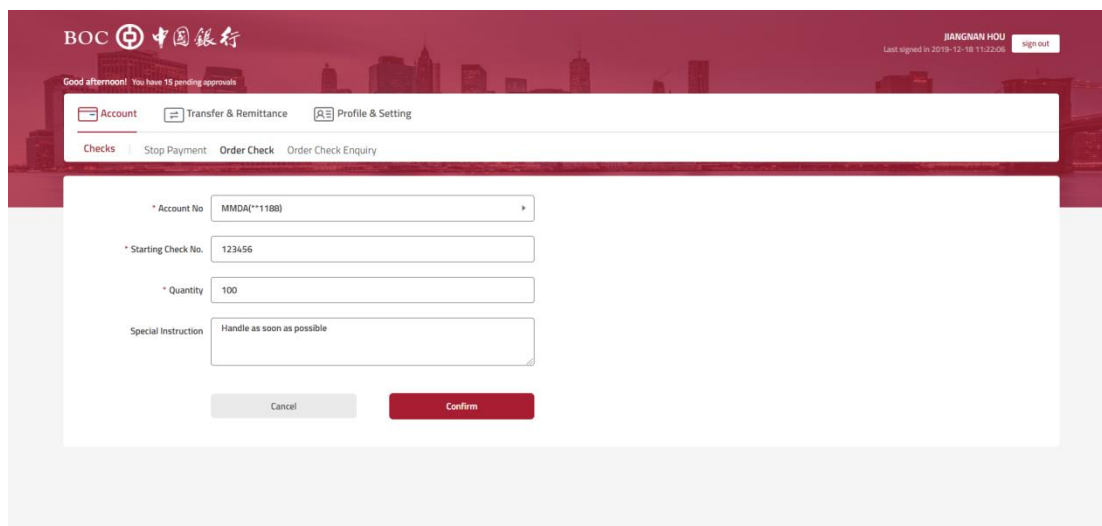 BOC 中国銀行
JIANGNAN HOU
Last signed in 2019-12-18 11:22:06
sign out
Good afternoon! You have 15 pending approvals
Account Transfer & Remittance Profile & Setting
Checks Stop Payment Order Check Order Check Enquiry
* Account No MMDA(**1188)
* Starting Check No. 123456
* Quantity 100
Special Instruction Handle as soon as possible
Cancel Confirm